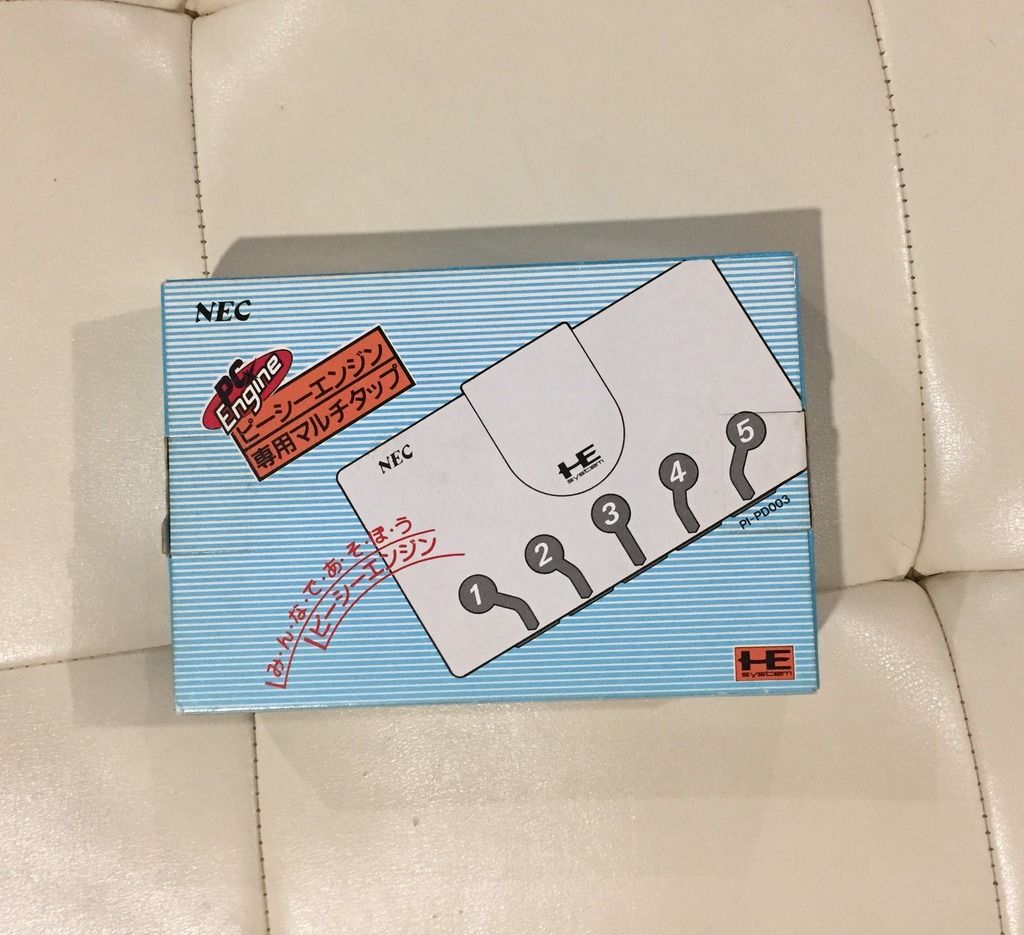 NEC
PC
Engine
ピーシーエンジン
専用マルチタップ
NEC
HE
system
1
2
3
4
5
PI-PD003
み・ん・な・で・あ・そ・ぼ・う
ピーシーエンジン
HE
system